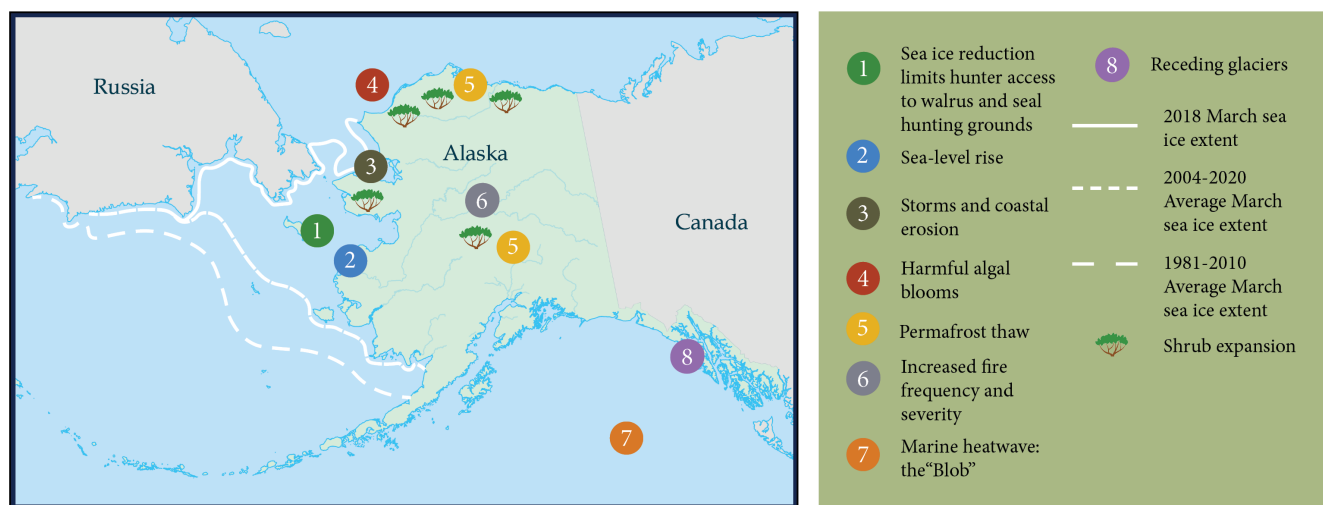 Russia
Alaska
Canada
4
5
3
6
1
2
5
8
7
1
Sea ice reduction
limits hunter access
to walrus and seal
hunting grounds
2
Sea-level rise
3
Storms and coastal
erosion
4
Harmful algal
blooms
5
Permafrost thaw
6
Increased fire
frequency and
severity
7
Marine heatwave:
the“Blob”
8
Receding glaciers
2018 March sea
ice extent
2004-2020
Average March
sea ice extent
1981-2010
Average March
sea ice extent
Shrub expansion